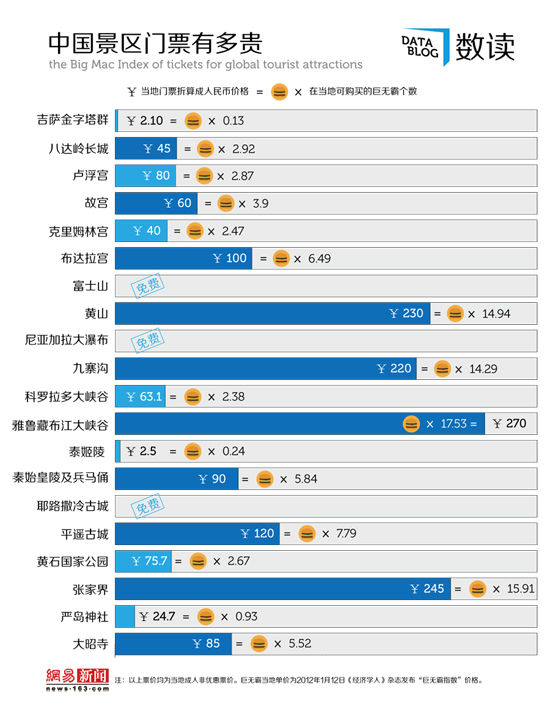 中国景区门票有多贵
the Big Mac Index of tickets for global tourist attractions
DATA BLOG 数读
¥ 当地门票折算成人民币价格 = x 在当地可购买的巨无霸个数
吉萨金字塔群 ¥ 2.10 = x 0.13
八达岭长城 ¥ 45 = x 2.92
卢浮宫 ¥ 80 = x 2.87
故宫 ¥ 60 = x 3.9
克里姆林宫 ¥ 40 = x 2.47
布达拉宫 ¥ 100 = x 6.49
富士山 免费
黄山 ¥ 230 = x 14.94
尼亚加拉大瀑布 免费
九寨沟 ¥ 220 = x 14.29
科罗拉多大峡谷 ¥ 63.1 = x 2.38
雅鲁藏布江大峡谷 x 17.53 = ¥ 270
泰姬陵 ¥ 2.5 = x 0.24
秦始皇陵及兵马俑 ¥ 90 = x 5.84
耶路撒冷古城 免费
平遥古城 ¥ 120 = x 7.79
黄石国家公园 ¥ 75.7 = x 2.67
张家界 ¥ 245 = x 15.91
严岛神社 ¥ 24.7 = x 0.93
大昭寺 ¥ 85 = x 5.52
網易新闻
news·163·com
注：以上票价均为当地成人非优惠票价。巨无霸当地单价为2012年1月12日《经济学人》杂志发布“巨无霸指数”价格。